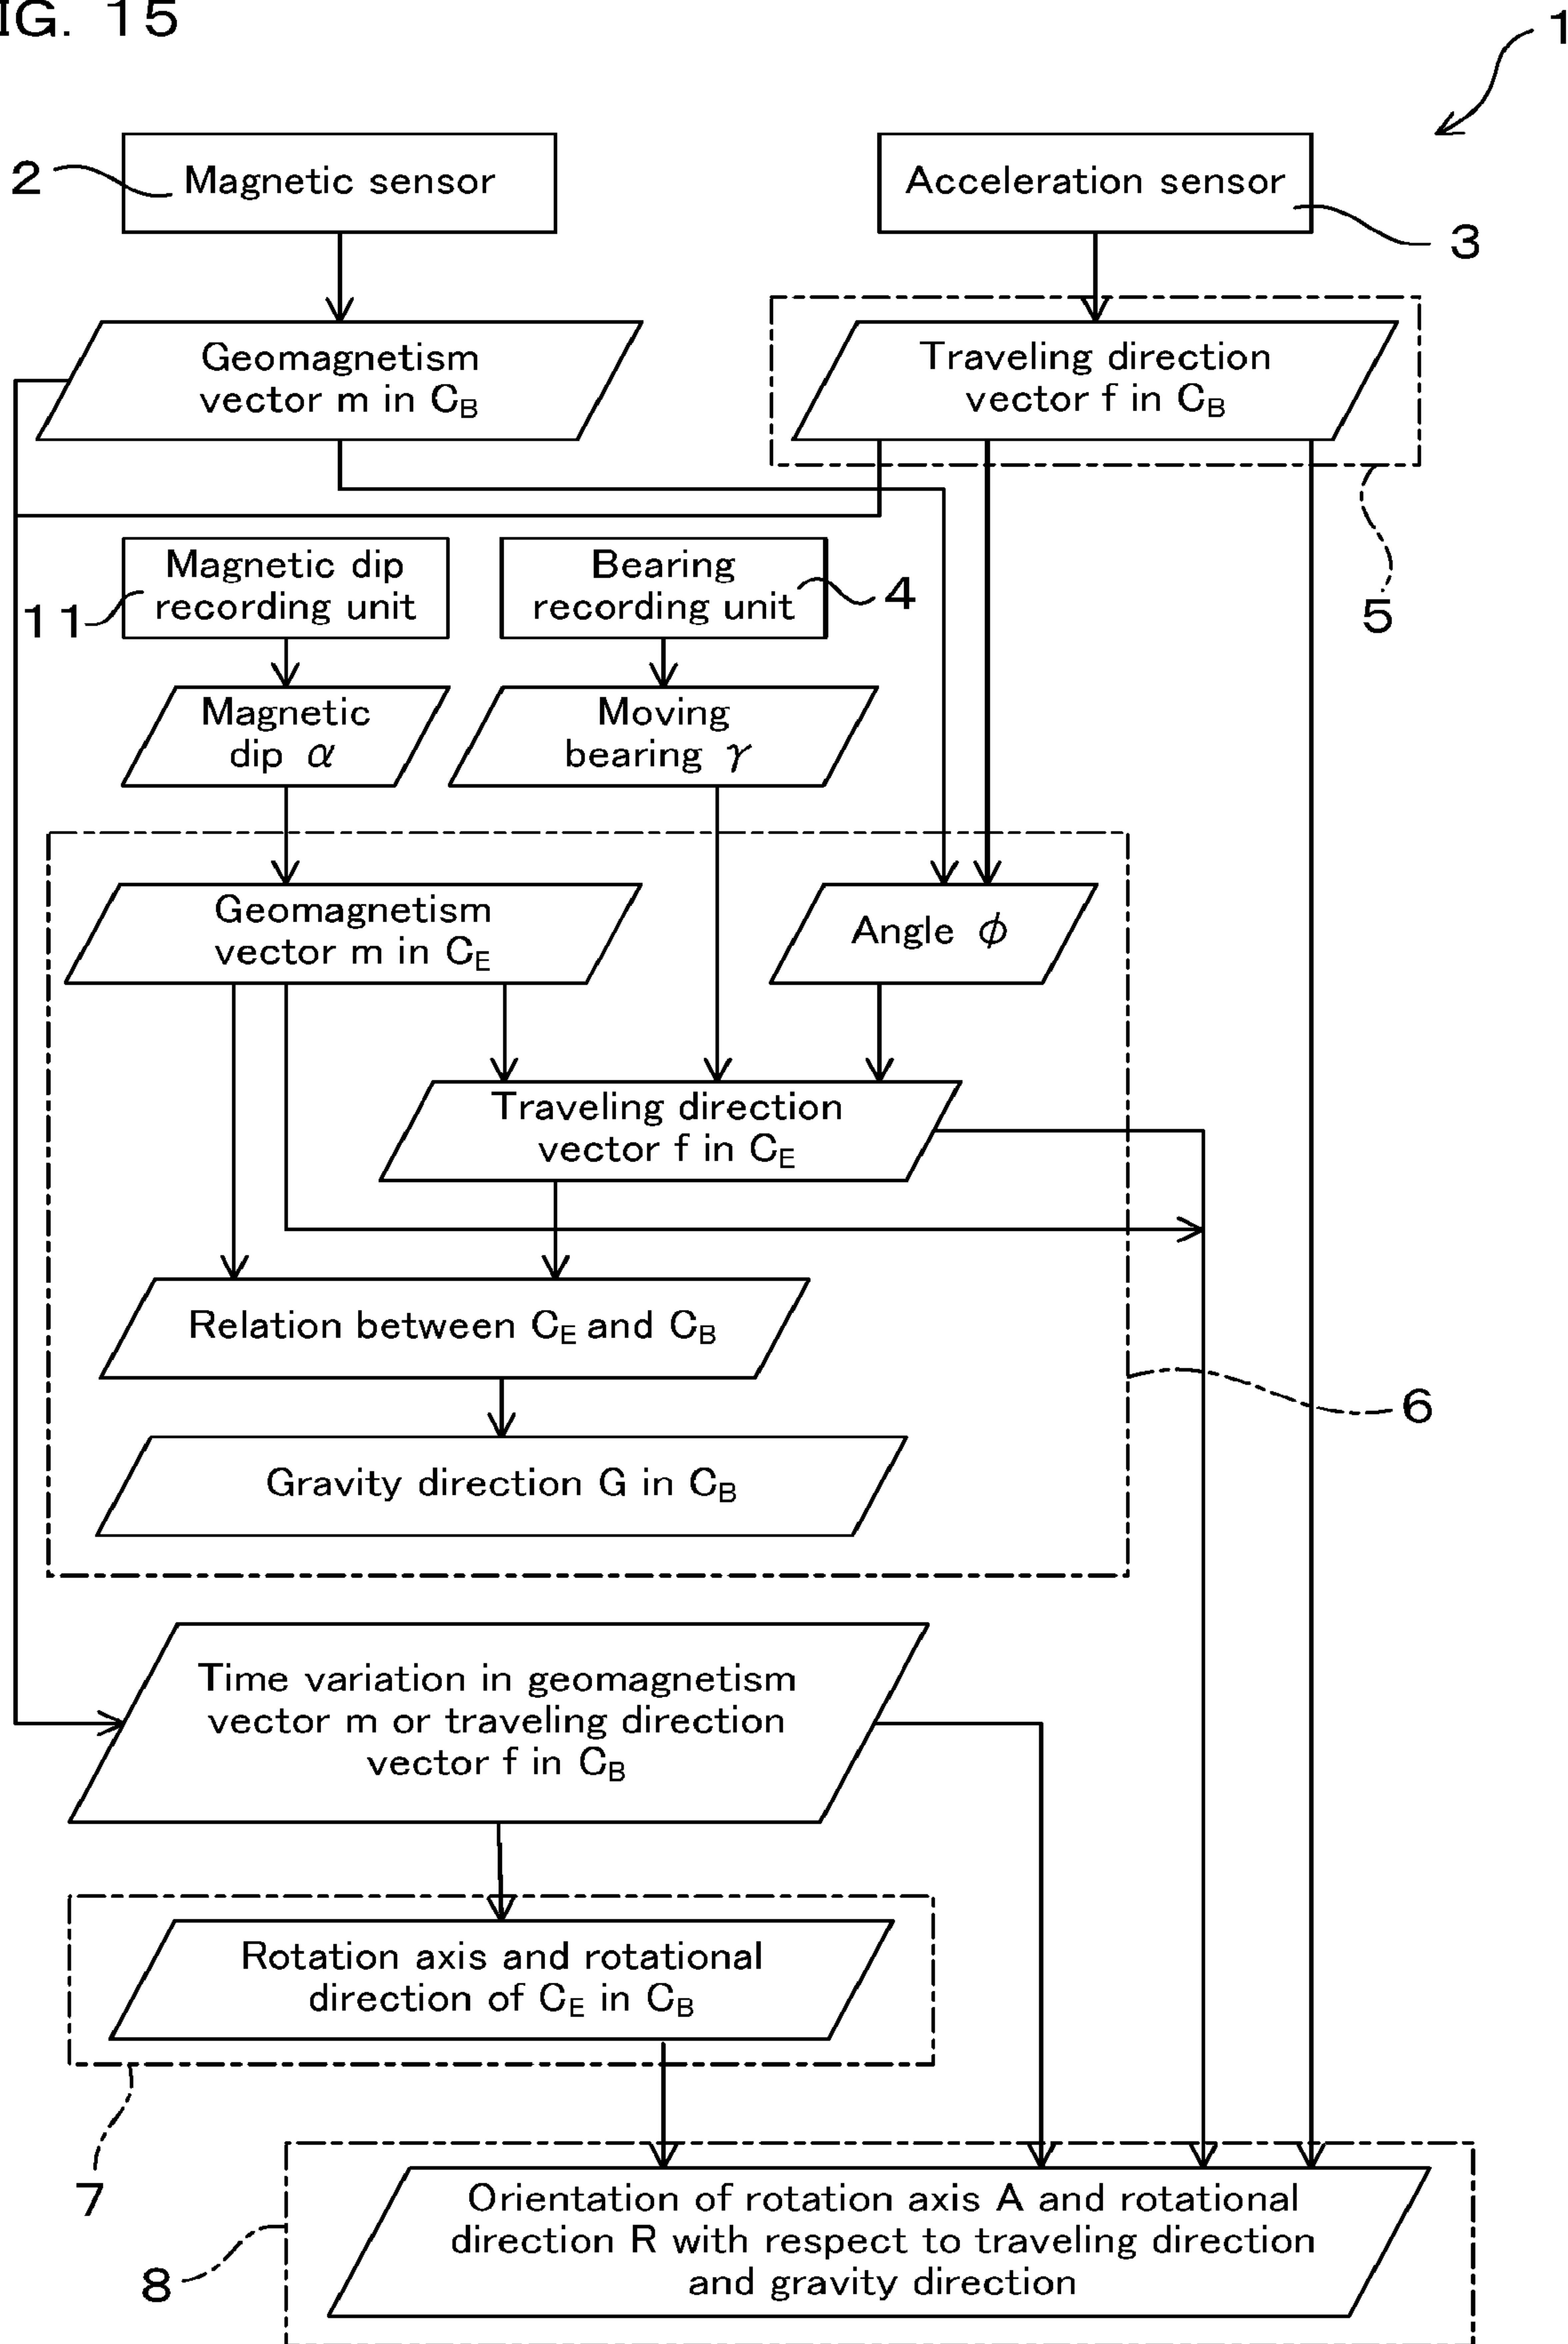 IG. 15
1
2
Magnetic sensor
Acceleration sensor
3
Geomagnetism
vector m in CB
Traveling direction
vector f in CB
5
Magnetic dip
recording unit
11
Bearing
recording unit
4
Magnetic
dip α
Moving
bearing γ
Geomagnetism
vector m in CE
Angle ϕ
Traveling direction
vector f in CE
Relation between CE and CB
6
Gravity direction G in CB
Time variation in geomagnetism
vector m or traveling direction
vector f in CB
Rotation axis and rotational
direction of CE in CB
7
Orientation of rotation axis A and rotational
direction R with respect to traveling direction
and gravity direction
8